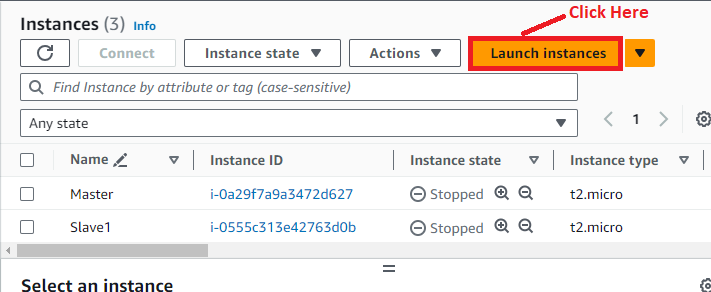 Click Here
Instances (3) Info
Connect Instance state Actions Launch instances
Find Instance by attribute or tag (case-sensitive)
Any state 1
Name Instance ID Instance state Instance type
Master i-0a29f7a9a3472d627 Stopped t2.micro
Slave1 i-0555c313e42763d0b Stopped t2.micro
Select an instance